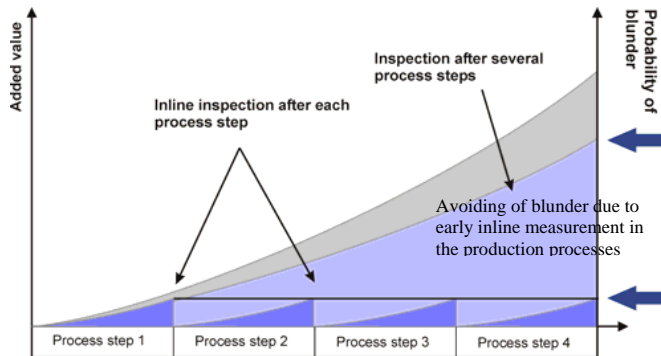 Added value
Probability of
blunder
Inspection after several
process steps
Inline inspection after each
process step
Avoiding of blunder due to
early inline measurement in
the production processes
Process step 1
Process step 2
Process step 3
Process step 4